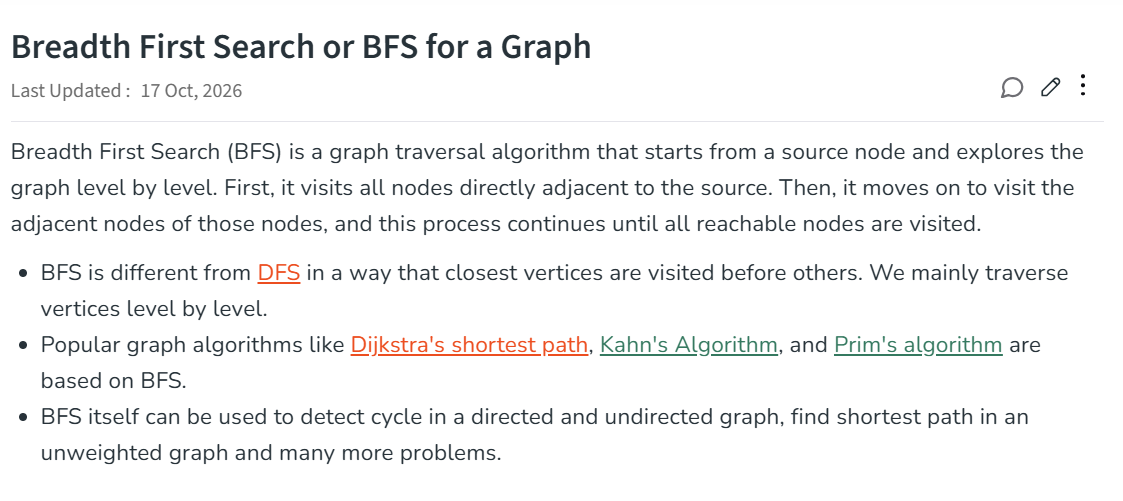 Breadth First Search or BFS for a Graph
Last Updated : 17 Oct, 2026
Breadth First Search (BFS) is a graph traversal algorithm that starts from a source node and explores the
graph level by level. First, it visits all nodes directly adjacent to the source. Then, it moves on to visit the
adjacent nodes of those nodes, and this process continues until all reachable nodes are visited.
• BFS is different from DFS in a way that closest vertices are visited before others. We mainly traverse
vertices level by level.
• Popular graph algorithms like Dijkstra's shortest path, Kahn's Algorithm, and Prim's algorithm are
based on BFS.
• BFS itself can be used to detect cycle in a directed and undirected graph, find shortest path in an
unweighted graph and many more problems.